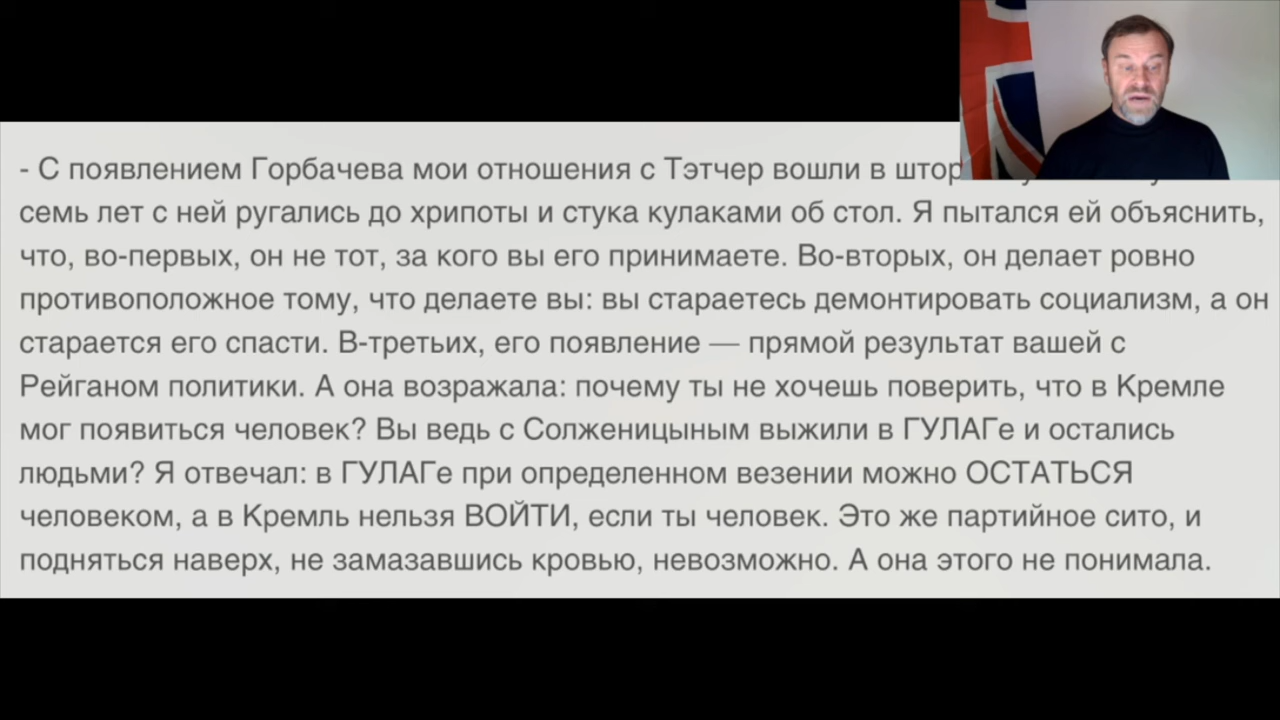 - С появлением Горбачева мои отношения с Тэтчер вошли в
семь лет с ней ругались до хрипоты и стука кулаками об стол. Я пытался ей объяснить,
что, во-первых, он не тот, за кого вы его принимаете. Во-вторых, он делает ровно
противоположное тому, что делаете вы: вы стараетесь демонтировать социализм, а он
старается его спасти. В-третьих, его появление — прямой результат вашей с
Рейганом политики. А она возражала: почему ты не хочешь поверить, что в Кремле
мог появиться человек? Вы ведь с Солженицыным выжили в ГУЛАГе и остались
людьми? Я отвечал: в ГУЛАГе при определенном везении можно ОСТАТЬСЯ
человеком, а в Кремль нельзя ВОЙТИ, если ты человек. Это же партийное сито, и
подняться наверх, не замазавшись кровью, невозможно. А она этого не понимала.